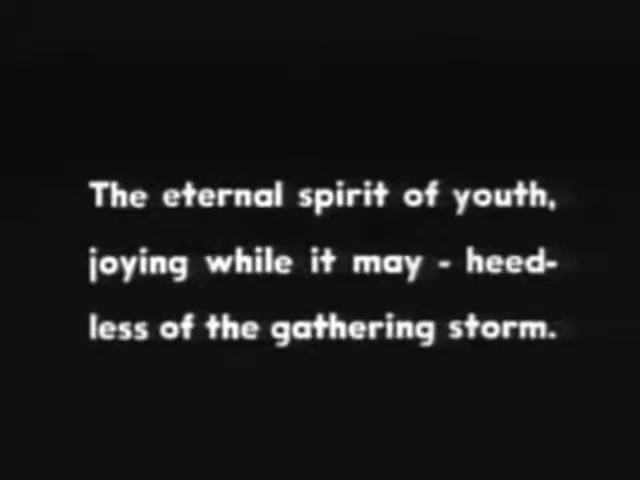 The eternal spirit of youth,
joying while it may - heed-
less of the gathering storm.